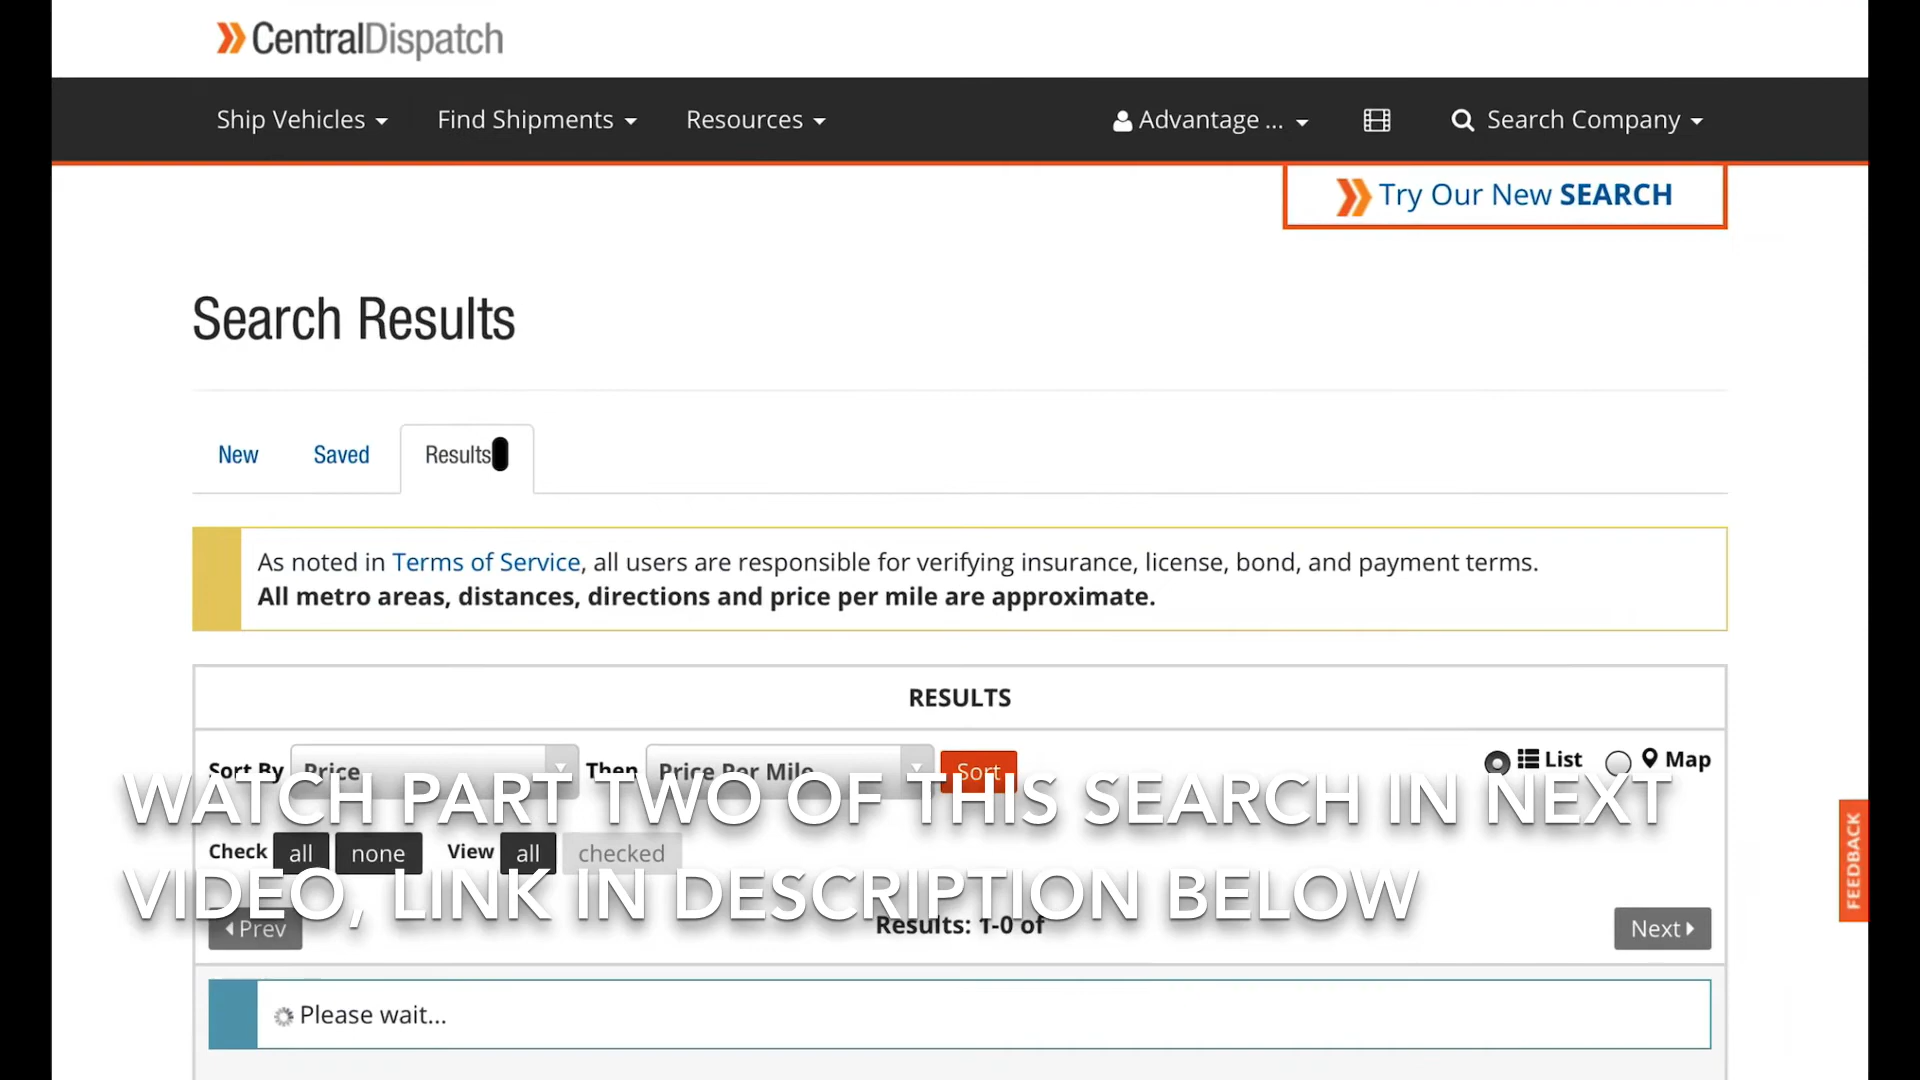 CentralDispatch
Ship Vehicles Find Shipments Resources Advantage ... Search Company
Try Our New SEARCH
Search Results
New Saved Results
As noted in Terms of Service, all users are responsible for verifying insurance, license, bond, and payment terms.
All metro areas, distances, directions and price per mile are approximate.
RESULTS
Sort By Price Then Price Per Mile Sort List Map
WATCH PART TWO OF THIS SEARCH IN NEXT
Check all none View all checked
VIDEO, LINK IN DESCRIPTION BELOW
FEEDBACK
Prev Results: 1-0 of Next
Please wait...